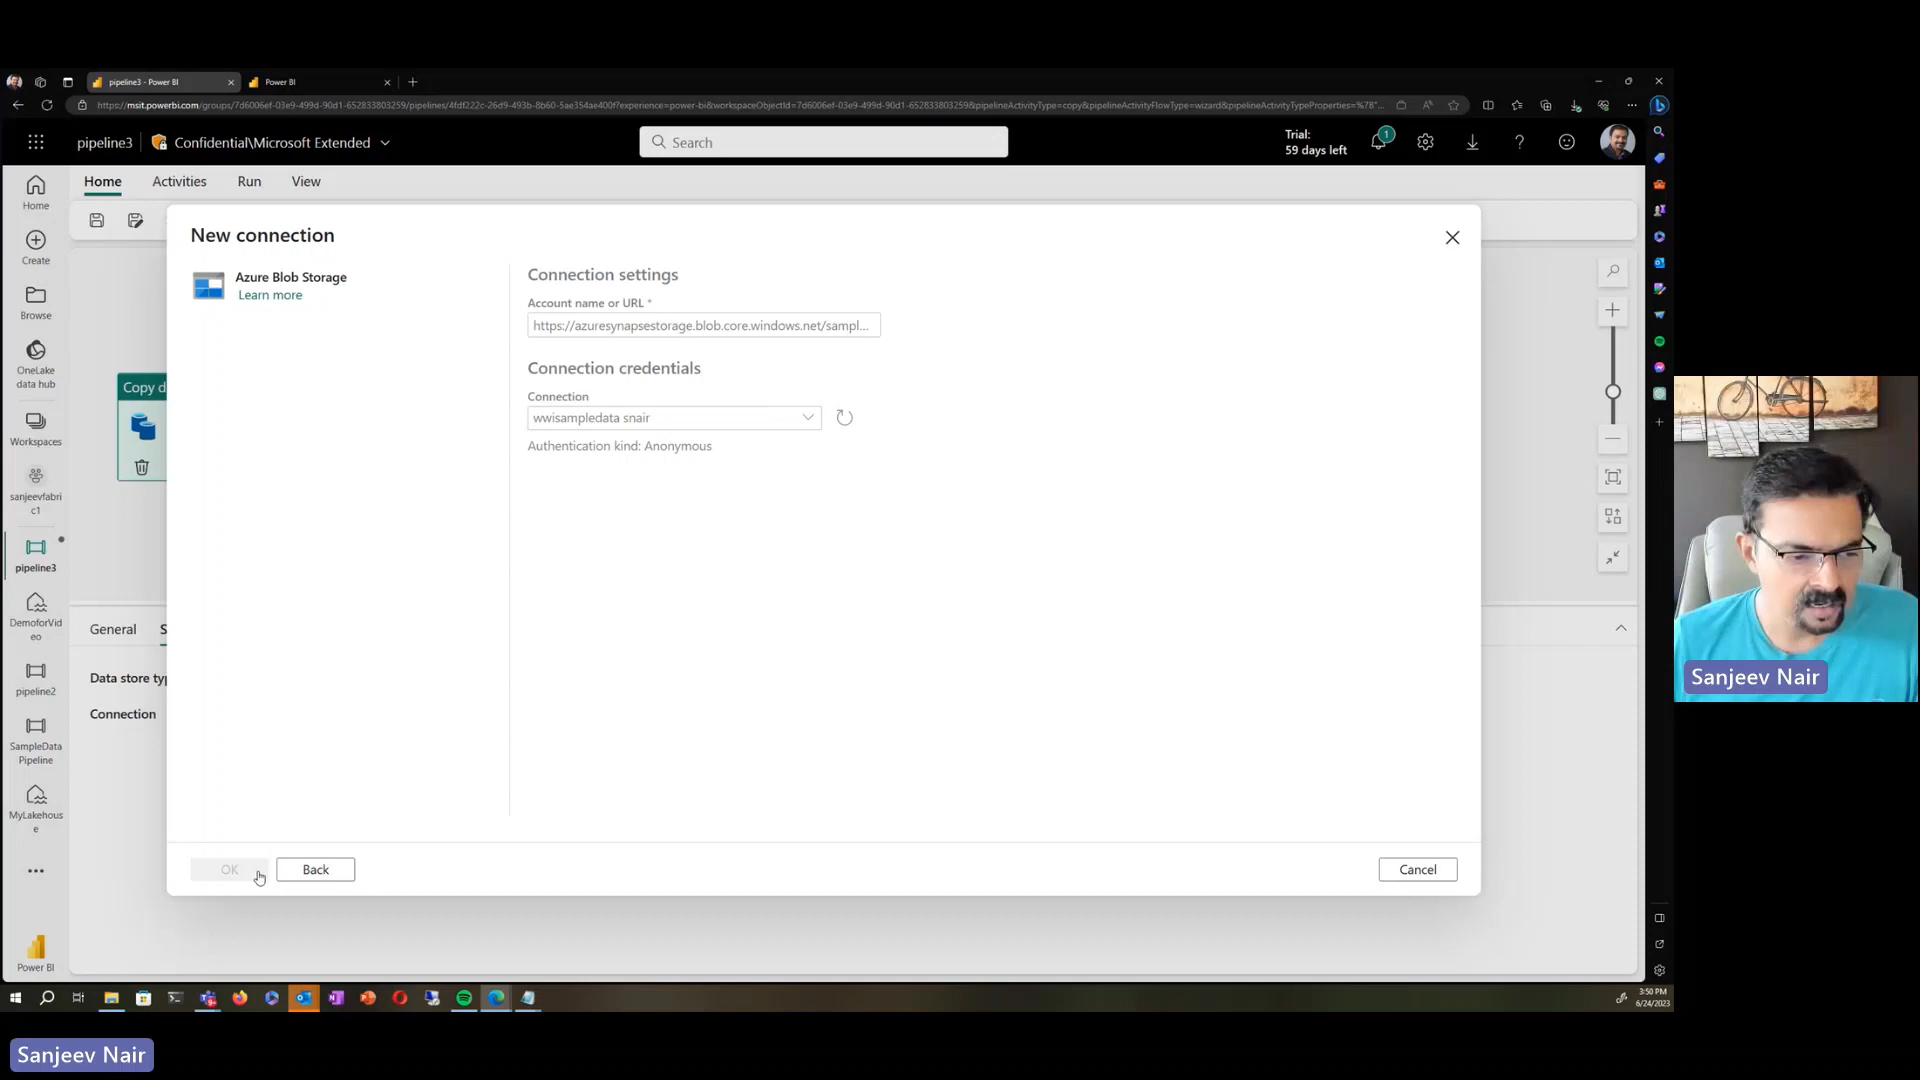 pipeline3 - Power BI
Power BI
https://msit.powerbi.com/groups/7d6006ef-03e9-499d-90d1-652833803259/pipelines/4fdf222c-26d9-493b-8b60-5ae354ae400f?experience=power-bi&workspaceObjectId=7d6006ef-03e9-499d-90d1-652833803259&pipelineActivityType=copy&pipelineActivityFlowType=wizard&pipelineActivityTypeProperties=%78"...
pipeline3
Confidential\Microsoft Extended
Search
Trial:
59 days left
1
Home
Activities
Run
View
Home
Create
Browse
OneLake
data hub
Workspaces
sanjeevfabri
c1
pipeline3
DemoforVid
eo
pipeline2
SampleData
Pipeline
MyLakehous
e
Power BI
Copy d
General
S
Data store typ
Connection
New connection
Azure Blob Storage
Learn more
Connection settings
Account name or URL *
https://azuresynapsestorage.blob.core.windows.net/sampl...
Connection credentials
Connection
wwisampledata snair
Authentication kind: Anonymous
OK
Back
Cancel
3:50 PM
6/24/2023
Sanjeev Nair
Sanjeev Nair